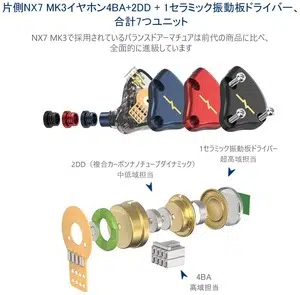 片側NX7 MK3イヤホン4BA+2DD + 1セラミック振動板ドライバー、
合計7つユニット
NX7 MK3で採用されているバランスドアーマチュアは前代の商品に比べ、
全面的に進級しています
1セラミック振動板ドライバー
超高域担当
2DD（複合カーボンナノチューブダイナミック）
中低域担当
4BA
高域担当